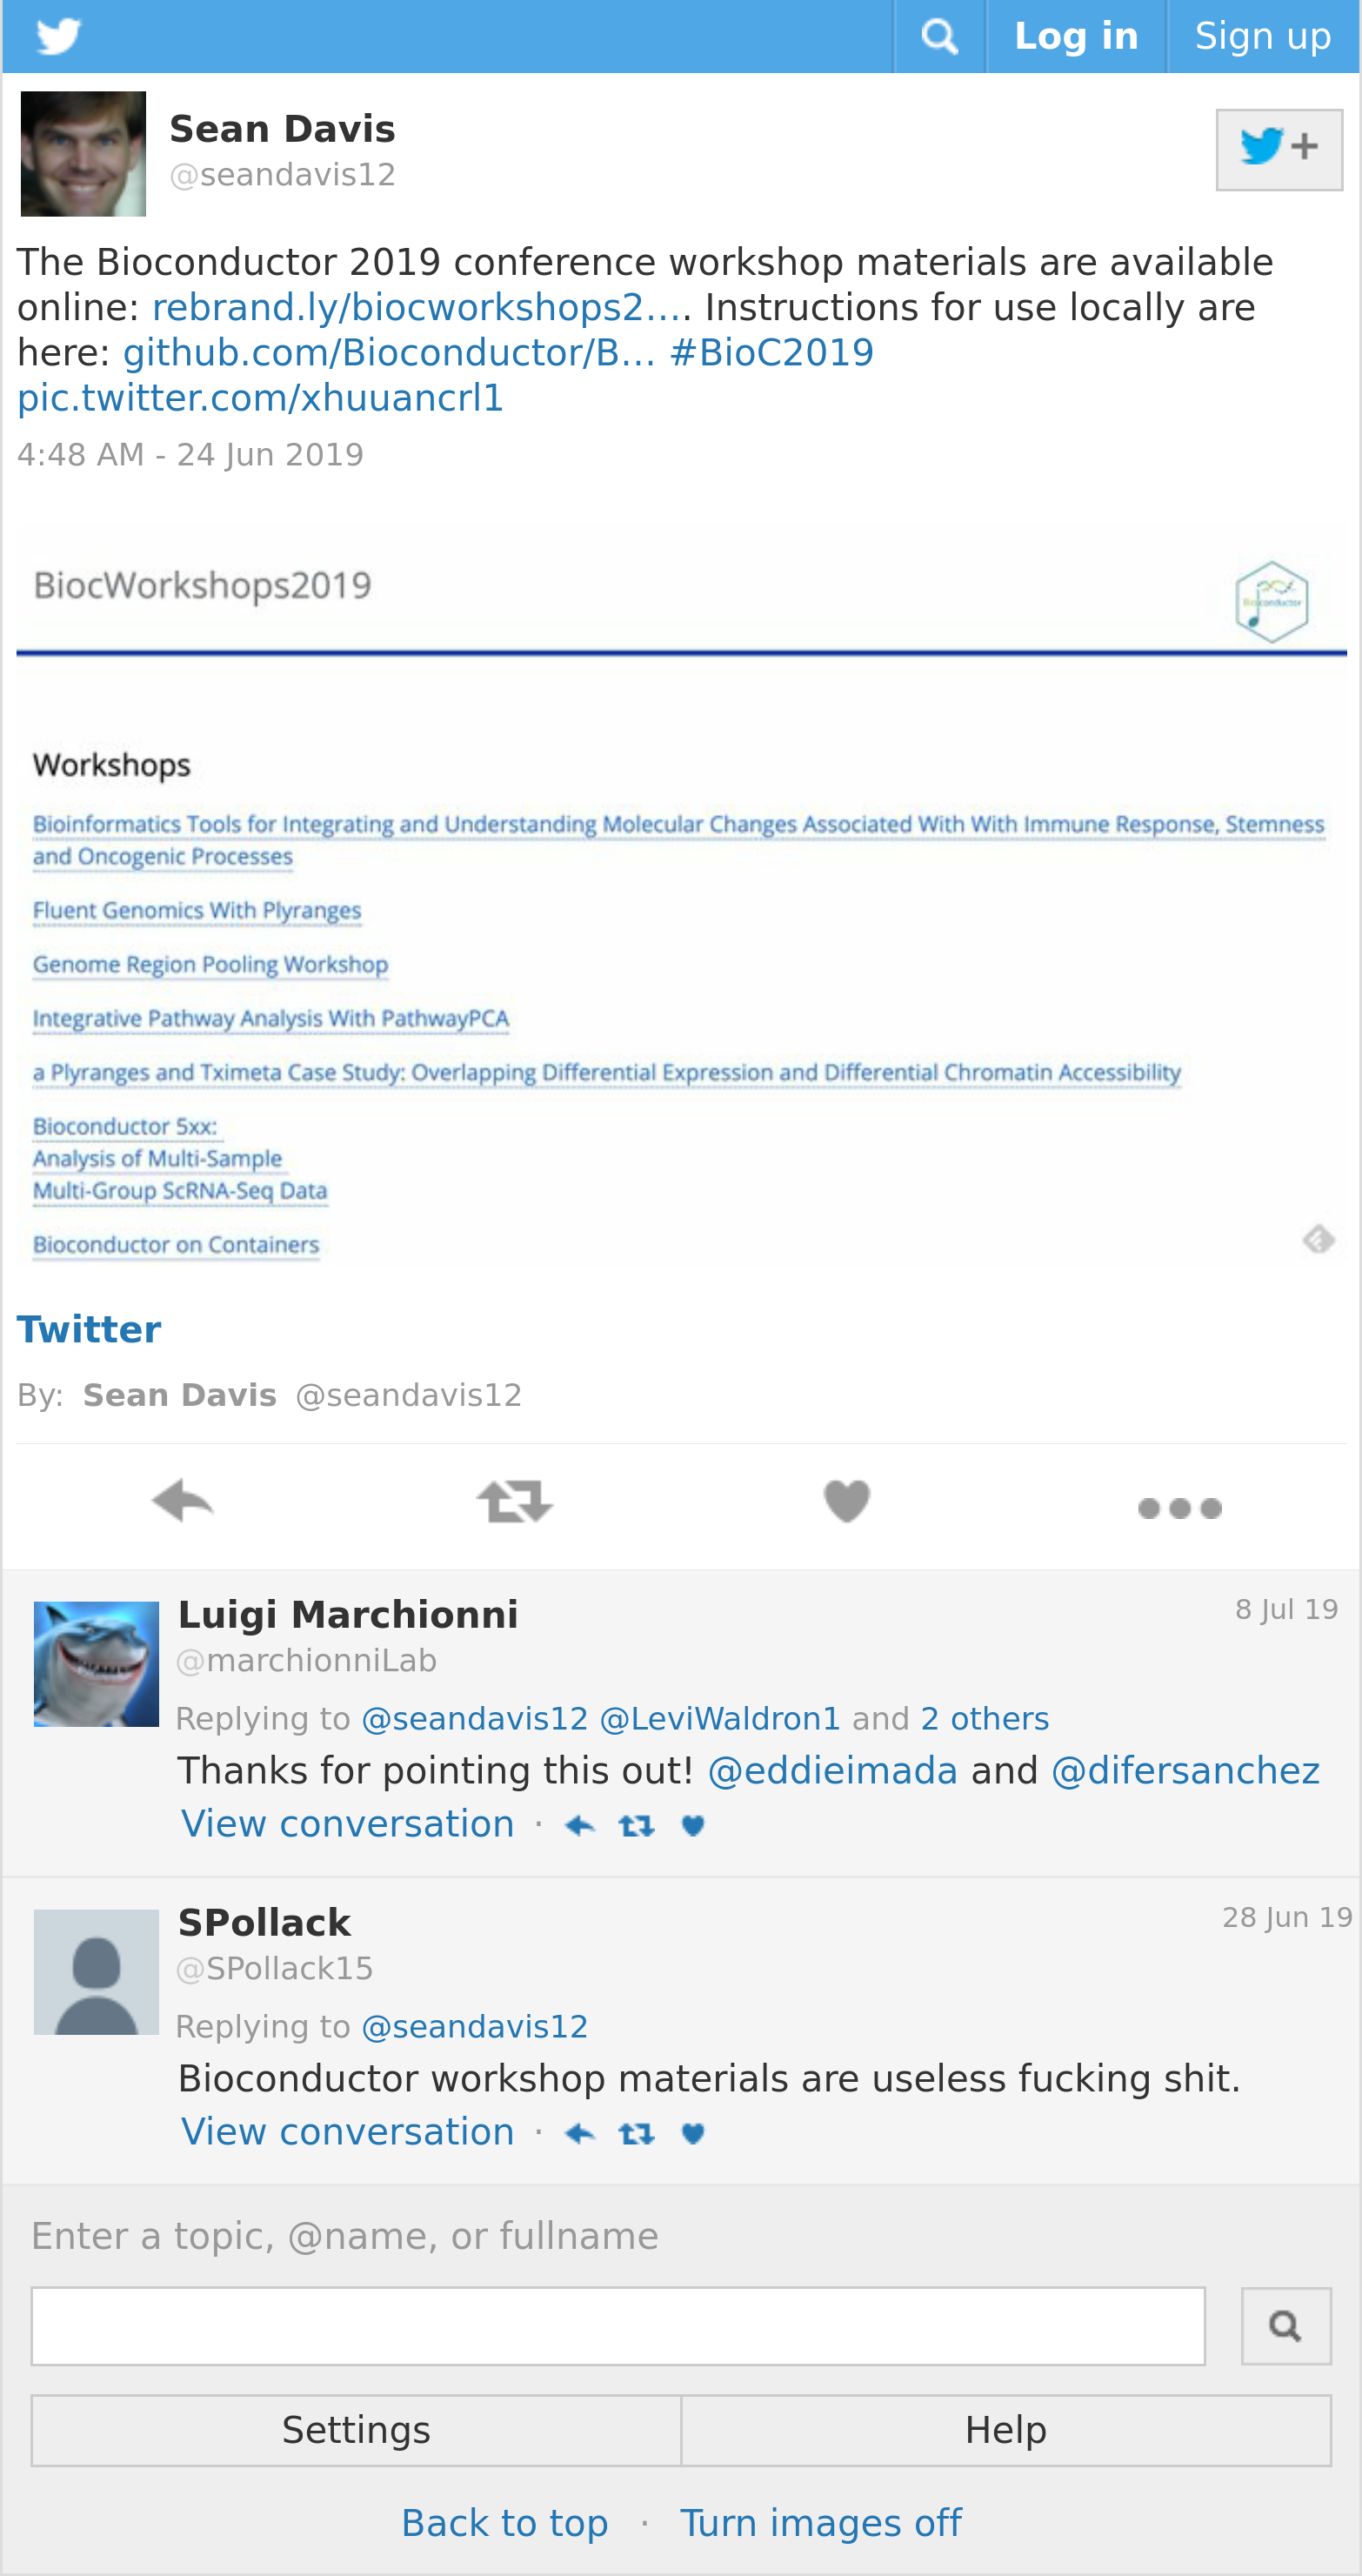 Log in
Sign up
Sean Davis
@seandavis12
The Bioconductor 2019 conference workshop materials are available
online: rebrand.ly/biocworkshops2.... Instructions for use locally are
here: github.com/Bioconductor/B... #BioC2019
pic.twitter.com/xhuuancrl1
4:48 AM - 24 Jun 2019
BiocWorkshops2019
Bioconductor
Workshops
Bioinformatics Tools for Integrating and Understanding Molecular Changes Associated With With Immune Response, Stemness
and Oncogenic Processes
Fluent Genomics With Plyranges
Genome Region Pooling Workshop
Integrative Pathway Analysis With PathwayPCA
a Plyranges and Tximeta Case Study: Overlapping Differential Expression and Differential Chromatin Accessibility
Bioconductor 5xx:
Analysis of Multi-Sample
Multi-Group ScRNA-Seq Data
Bioconductor on Containers
Twitter
By: Sean Davis @seandavis12
Luigi Marchionni
8 Jul 19
@marchionniLab
Replying to @seandavis12 @LeviWaldron1 and 2 others
Thanks for pointing this out! @eddieimada and @difersanchez
View conversation ·
SPollack
28 Jun 19
@SPollack15
Replying to @seandavis12
Bioconductor workshop materials are useless fucking shit.
View conversation ·
Enter a topic, @name, or fullname
Settings
Help
Back to top · Turn images off